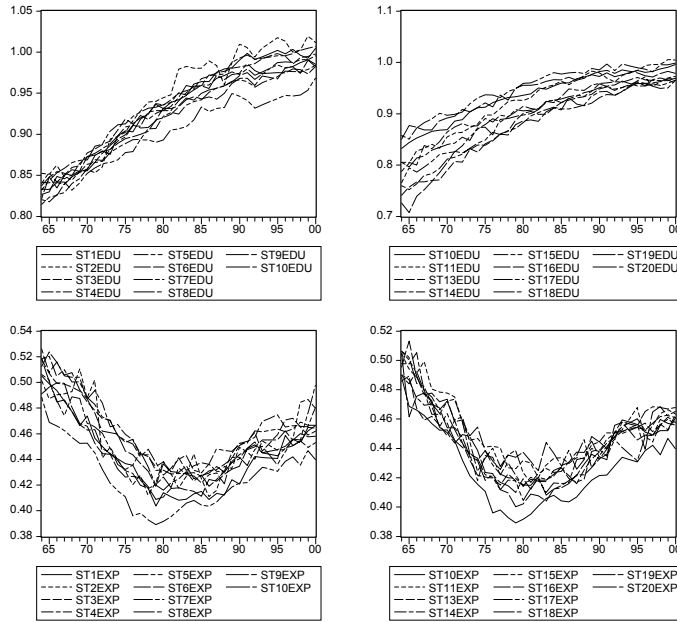 1.05
1.00
0.95
0.90
0.85
0.80
65 70 75 80 85 90 95 00
ST1EDU ST5EDU ST9EDU
ST2EDU ST6EDU ST10EDU
ST3EDU ST7EDU
ST4EDU ST8EDU
1.1
1.0
0.9
0.8
0.7
65 70 75 80 85 90 95 00
ST10EDU ST15EDU ST19EDU
ST11EDU ST16EDU ST20EDU
ST13EDU ST17EDU
ST14EDU ST18EDU
0.54
0.52
0.50
0.48
0.46
0.44
0.42
0.40
0.38
65 70 75 80 85 90 95 00
ST1EXP ST5EXP ST9EXP
ST2EXP ST6EXP ST10EXP
ST3EXP ST7EXP
ST4EXP ST8EXP
0.52
0.50
0.48
0.46
0.44
0.42
0.40
0.38
65 70 75 80 85 90 95 00
ST10EXP ST15EXP ST19EXP
ST11EXP ST16EXP ST20EXP
ST13EXP ST17EXP
ST14EXP ST18EXP